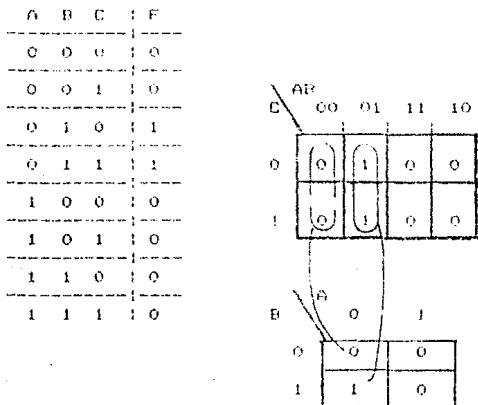 A B C F
0 0 0 0
0 0 1 0
0 1 0 1
0 1 1 1
1 0 0 0
1 0 1 0
1 1 0 0
1 1 1 0
AB
C 00 01 11 10
0 0 1 0 0
1 0 1 0 0
A
B 0 1
0 0 0
1 1 0